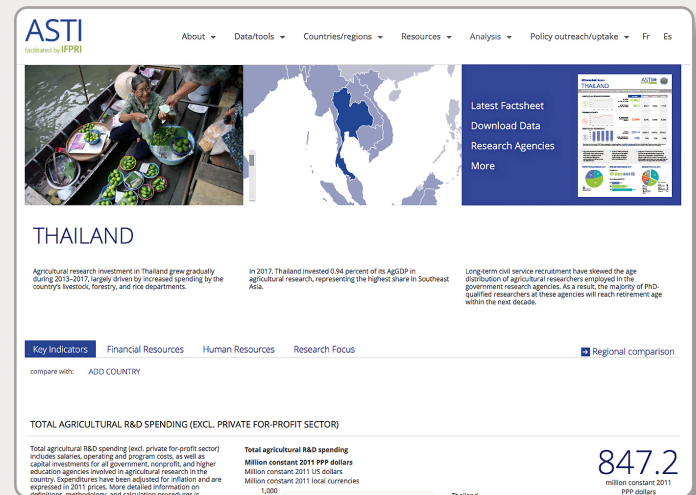 ASTI
facilitated by IFPRI
About Data/tools Countries/regions Resources Analysis Policy outreach/uptake Fr Es
Latest Factsheet
Download Data
Research Agencies
More
THAILAND
ASTI
THAILAND
Agricultural research investment in Thailand grew gradually
during 2013–2017, largely driven by increased spending by the
country's livestock, forestry, and rice departments.
In 2017, Thailand invested 0.94 percent of its AgGDP in
agricultural research, representing the highest share in Southeast
Asia.
Long-term civil service recruitment have skewed the age
distribution of agricultural researchers employed in the
government research agencies. As a result, the majority of PhD-
qualified researchers at these agencies will reach retirement age
within the next decade.
Key Indicators Financial Resources Human Resources Research Focus
Regional comparison
compare with: ADD COUNTRY
TOTAL AGRICULTURAL R&D SPENDING (EXCL. PRIVATE FOR-PROFIT SECTOR)
Total agricultural R&D spending (excl. private for-profit sector)
includes salaries, operating and program costs, as well as
capital investments for all government, nonprofit, and higher
education agencies involved in agricultural research in the
country. Expenditures have been adjusted for inflation and are
expressed in 2011 prices. More detailed information on
definitions, methodology, and calculation procedures is
Total agricultural R&D spending
Million constant 2011 PPP dollars
Million constant 2011 US dollars
Million constant 2011 local currencies
1,000
Thailand
847.2
million constant 2011
PPP dollars